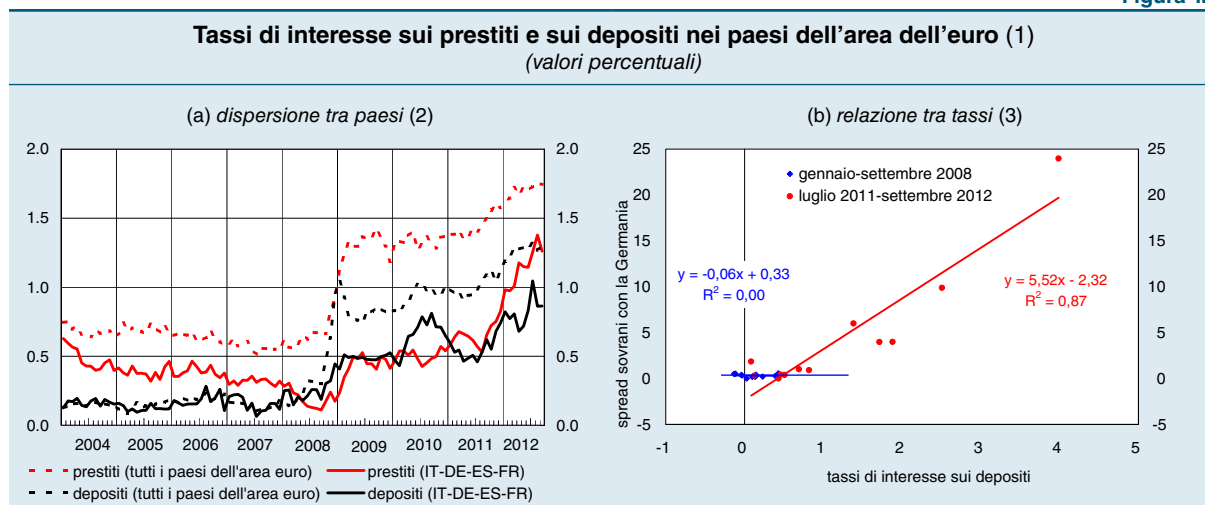 Tassi di interesse sui prestiti e sui depositi nei paesi dell'area dell'euro (1)
(valori percentuali)
(a) dispersione tra paesi (2)
2.0 2.0
1.5 1.5
1.0 1.0
0.5 0.5
0.0 0.0
2004 2005 2006 2007 2008 2009 2010 2011 2012
prestiti (tutti i paesi dell'area euro) prestiti (IT-DE-ES-FR)
depositi (tutti i paesi dell'area euro) depositi (IT-DE-ES-FR)
(b) relazione tra tassi (3)
spread sovrani con la Germania
25 25
20 20
15 15
10 10
5 5
0 0
-5 -5
gennaio-settembre 2008
luglio 2011-settembre 2012
y = -0,06x + 0,33
R² = 0,00
y = 5,52x - 2,32
R² = 0,87
-1 0 1 2 3 4 5
tassi di interesse sui depositi